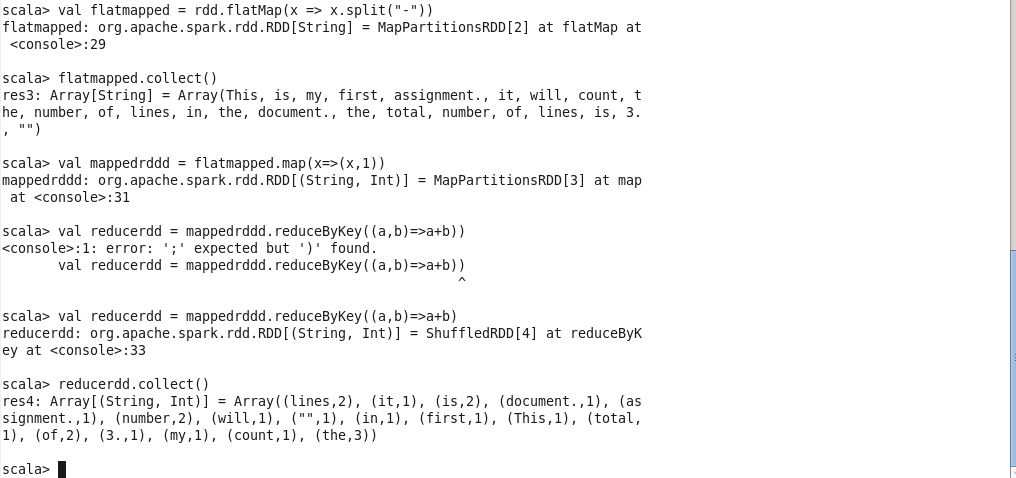 scala> val flatmapped = rdd.flatMap(x => x.split("-"))
flatmapped: org.apache.spark.rdd.RDD[String] = MapPartitionsRDD[2] at flatMap at
 <console>:29
scala> flatmapped.collect()
res3: Array[String] = Array(This, is, my, first, assignment., it, will, count, t
he, number, of, lines, in, the, document., the, total, number, of, lines, is, 3.
, "")
scala> val mappedrddd = flatmapped.map(x=>(x,1))
mappedrddd: org.apache.spark.rdd.RDD[(String, Int)] = MapPartitionsRDD[3] at map
 at <console>:31
scala> val reducerdd = mappedrddd.reduceByKey((a,b)=>a+b))
<console>:1: error: ';' expected but ')' found.
       val reducerdd = mappedrddd.reduceByKey((a,b)=>a+b))
                                                         ^
scala> val reducerdd = mappedrddd.reduceByKey((a,b)=>a+b)
reducerdd: org.apache.spark.rdd.RDD[(String, Int)] = ShuffledRDD[4] at reduceByK
ey at <console>:33
scala> reducerdd.collect()
res4: Array[(String, Int)] = Array((lines,2), (it,1), (is,2), (document.,1), (as
signment.,1), (number,2), (will,1), ("",1), (in,1), (first,1), (This,1), (total,
1), (of,2), (3.,1), (my,1), (count,1), (the,3))
scala>